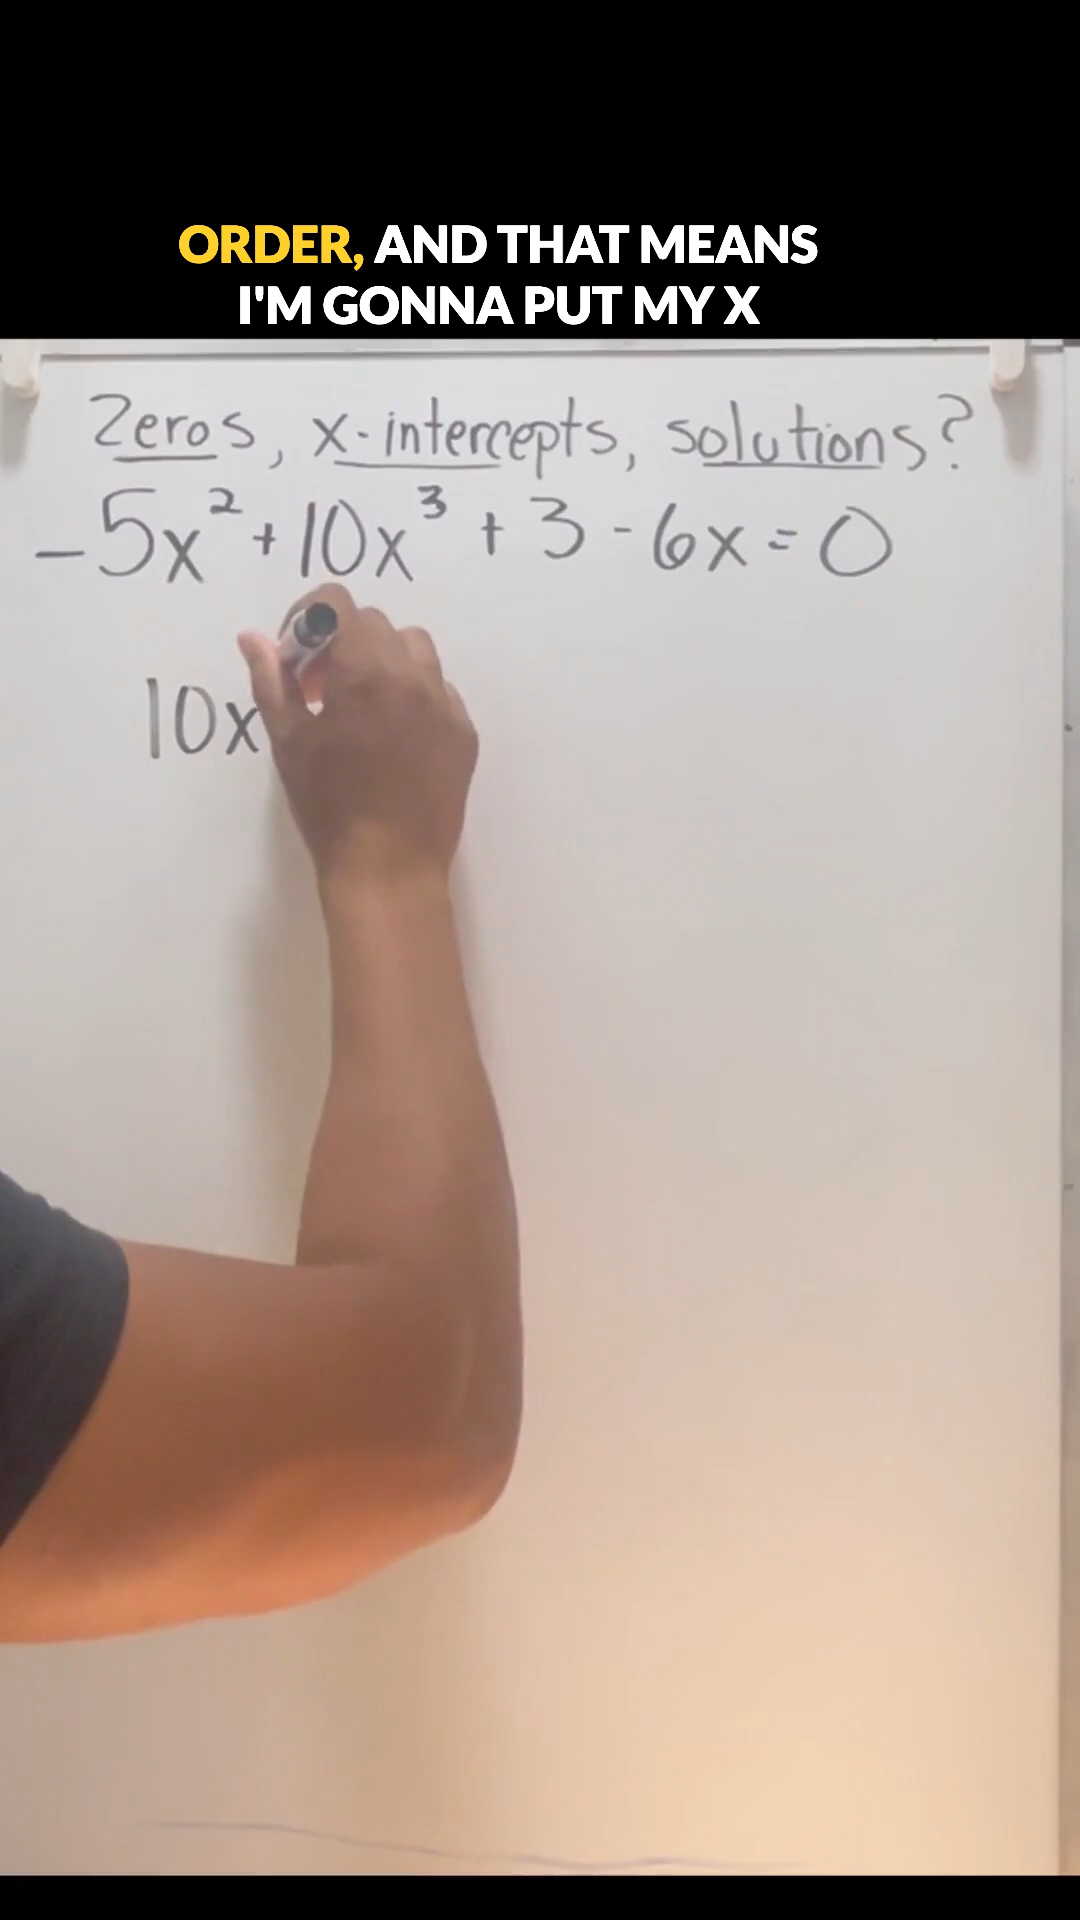 ORDER, AND THAT MEANS
I'M GONNA PUT MY X
Zeros, x-intercepts, solutions?
-5x² + 10x³ + 3 - 6x = 0
10x